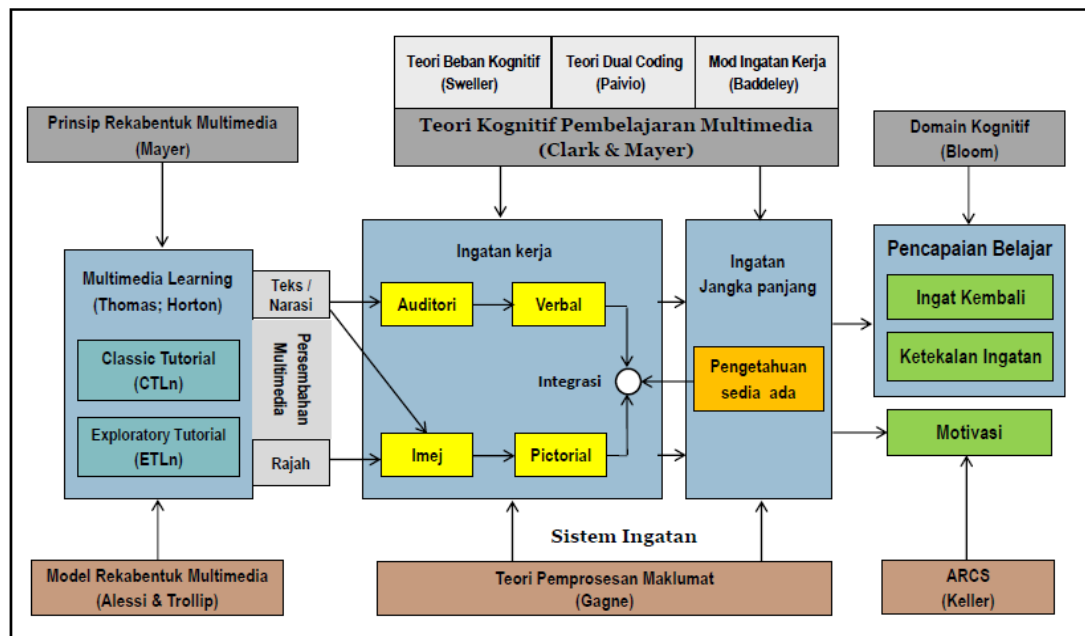 Teori Beban Kognitif
(Sweller)
Teori Dual Coding
(Paivio)
Mod Ingatan Kerja
(Baddeley)
Teori Kognitif Pembelajaran Multimedia
(Clark & Mayer)
Prinsip Rekabentuk Multimedia
(Mayer)
Domain Kognitif
(Bloom)
Multimedia Learning
(Thomas; Horton)
Classic Tutorial
(CTLn)
Exploratory Tutorial
(ETLn)
Teks /
Narasi
Persembahan
Multimedia
Rajah
Ingatan kerja
Auditori
Verbal
Integrasi
Imej
Pictorial
Ingatan
Jangka panjang
Pengetahuan
sedia ada
Pencapaian Belajar
Ingat Kembali
Ketekalan Ingatan
Motivasi
Sistem Ingatan
Model Rekabentuk Multimedia
(Alessi & Trollip)
Teori Pemprosesan Maklumat
(Gagne)
ARCS
(Keller)